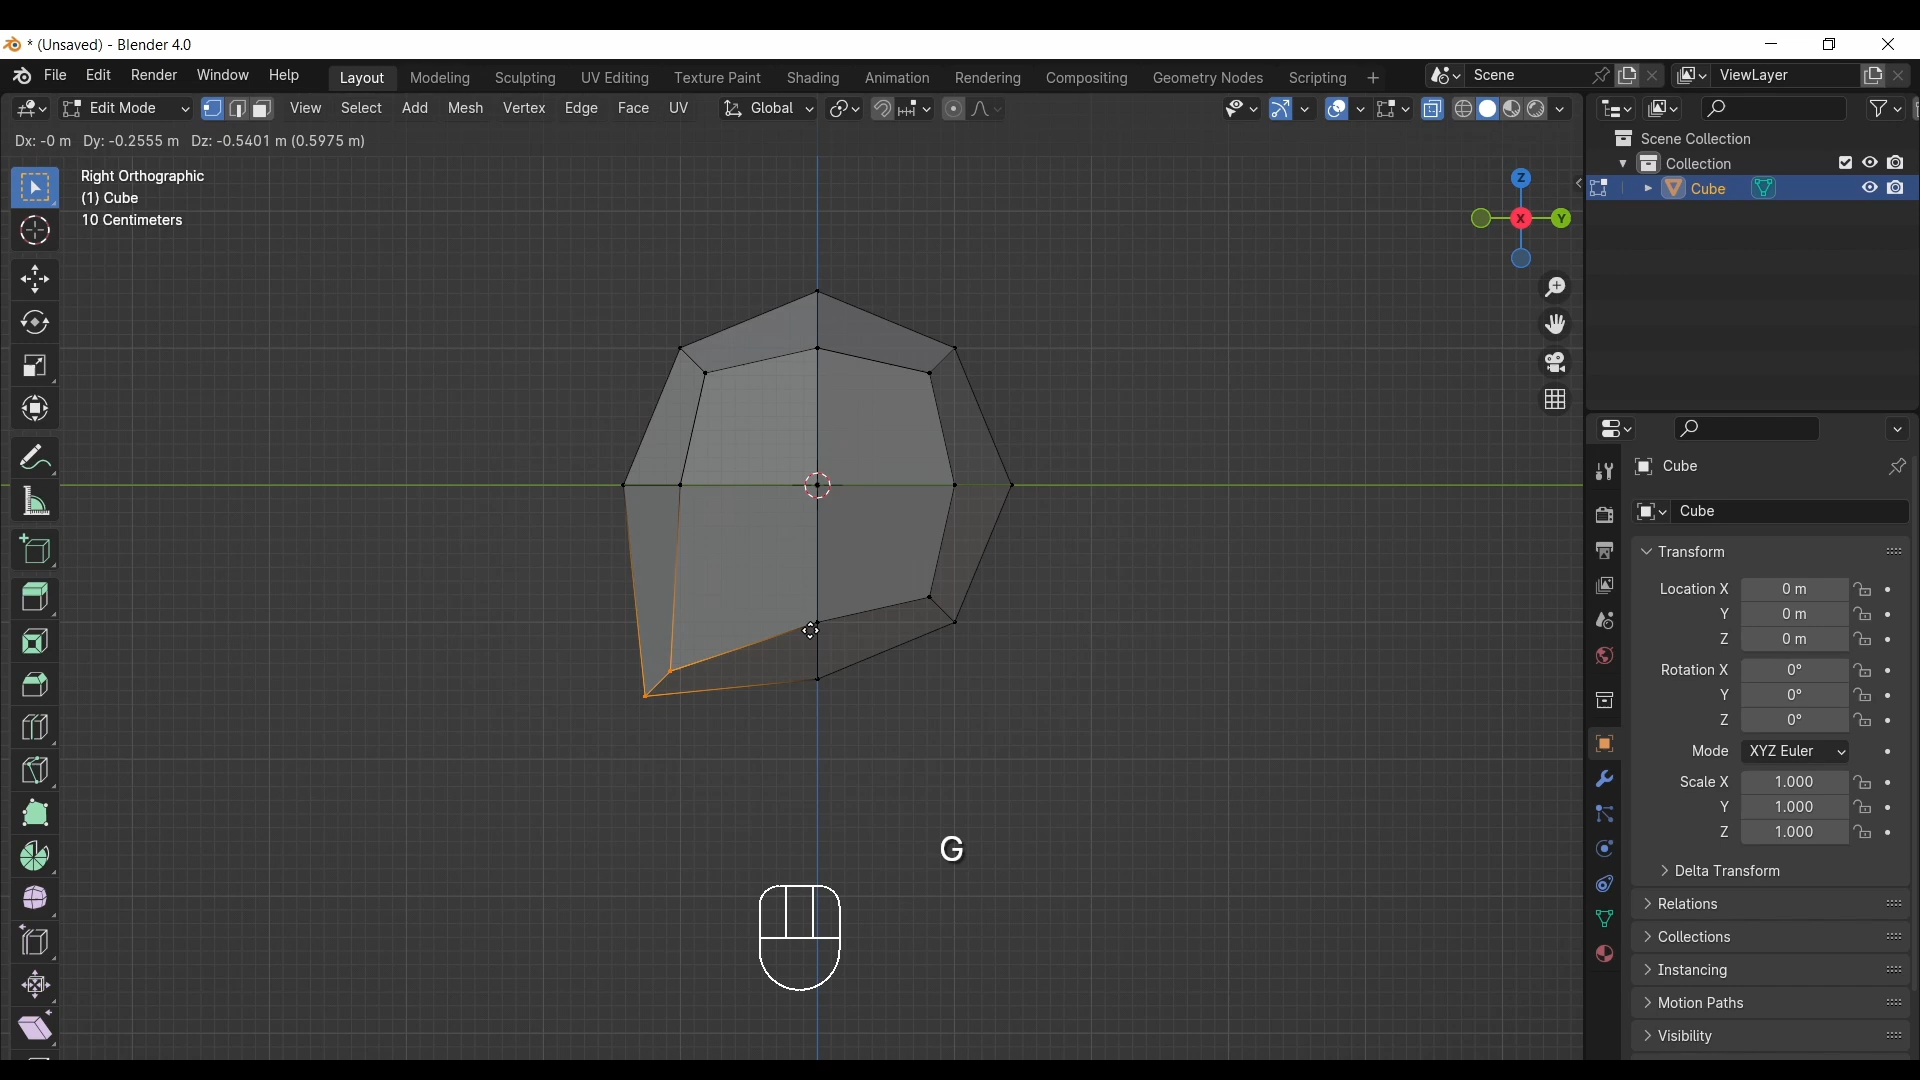 * (Unsaved) - Blender 4.0
File Edit Render Window Help Layout Modeling Sculpting UV Editing Texture Paint Shading Animation Rendering Compositing Geometry Nodes Scripting + Scene ViewLayer
Edit Mode View Select Add Mesh Vertex Edge Face UV Global
Dx: -0 m Dy: -0.2555 m Dz: -0.5401 m (0.5975 m)
Right Orthographic
(1) Cube
10 Centimeters
Z
X
Y
G
Scene Collection
Collection
Cube
Cube
Cube
Transform
Location X 0 m
Y 0 m
Z 0 m
Rotation X 0°
Y 0°
Z 0°
Mode XYZ Euler
Scale X 1.000
Y 1.000
Z 1.000
Delta Transform
Relations
Collections
Instancing
Motion Paths
Visibility